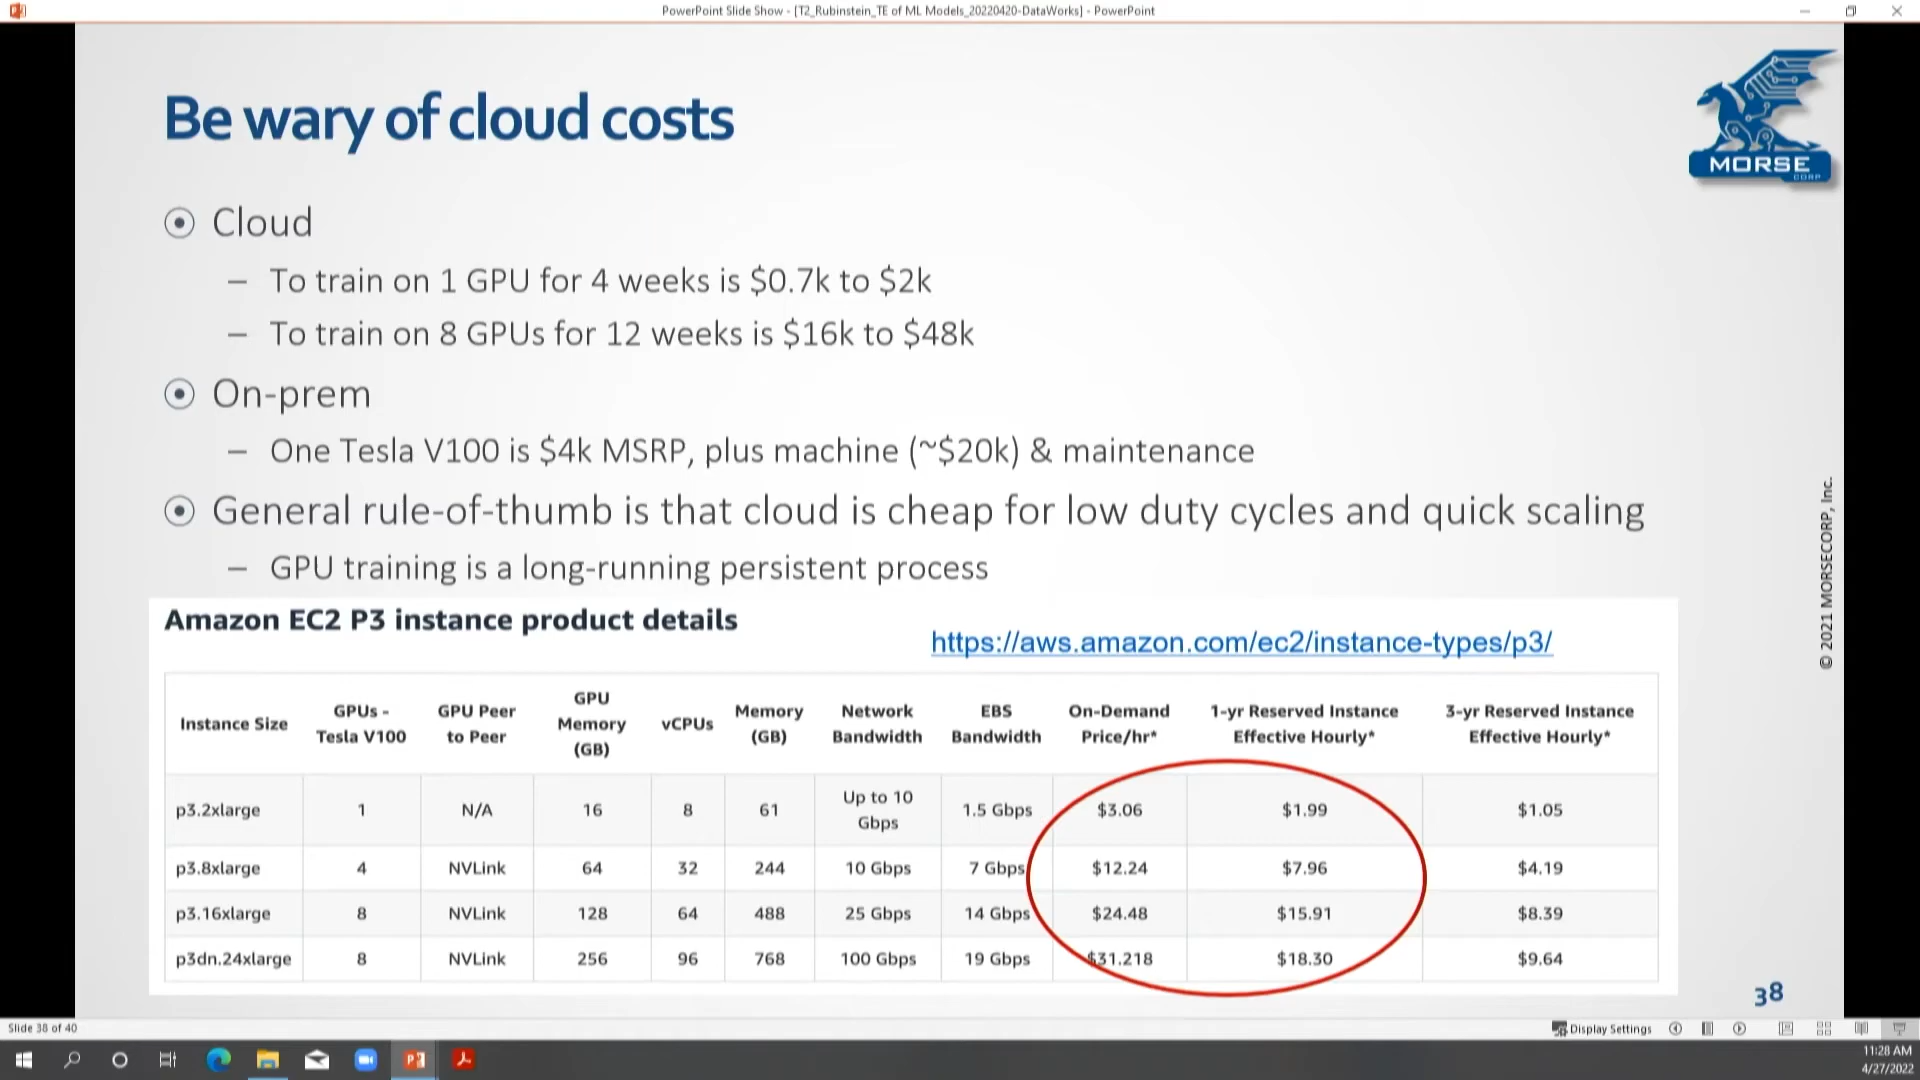 PowerPoint Slide Show - [T2_Rubinstein_TE of ML Models_20220420-DataWorks] - PowerPoint
Be wary of cloud costs
MORSE
CORP
Cloud
– To train on 1 GPU for 4 weeks is $0.7k to $2k
– To train on 8 GPUs for 12 weeks is $16k to $48k
On-prem
– One Tesla V100 is $4k MSRP, plus machine (~$20k) & maintenance
General rule-of-thumb is that cloud is cheap for low duty cycles and quick scaling
– GPU training is a long-running persistent process
© 2021 MORSECORP, Inc.
Amazon EC2 P3 instance product details
https://aws.amazon.com/ec2/instance-types/p3/
Instance Size GPUs - Tesla V100 GPU Peer to Peer GPU Memory (GB) vCPUs Memory (GB) Network Bandwidth EBS Bandwidth On-Demand Price/hr* 1-yr Reserved Instance Effective Hourly* 3-yr Reserved Instance Effective Hourly*
p3.2xlarge 1 N/A 16 8 61 Up to 10 Gbps 1.5 Gbps $3.06 $1.99 $1.05
p3.8xlarge 4 NVLink 64 32 244 10 Gbps 7 Gbps $12.24 $7.96 $4.19
p3.16xlarge 8 NVLink 128 64 488 25 Gbps 14 Gbps $24.48 $15.91 $8.39
p3dn.24xlarge 8 NVLink 256 96 768 100 Gbps 19 Gbps $31.218 $18.30 $9.64
38
Slide 38 of 40
Display Settings
11:28 AM
4/27/2022